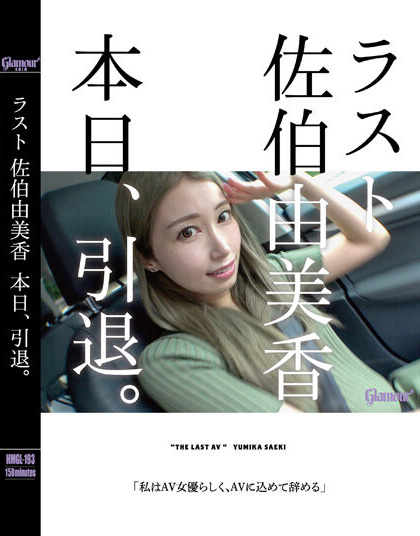 Glamour
ラスト 佐伯由美香 本日、引退。
HMGL-193
150minutes
ラスト
佐伯由美香
本日、引退。
Glamour
"THE LAST AV" YUMIKA SAEKI
「私はAV女優らしく、AVに込めて辞める」